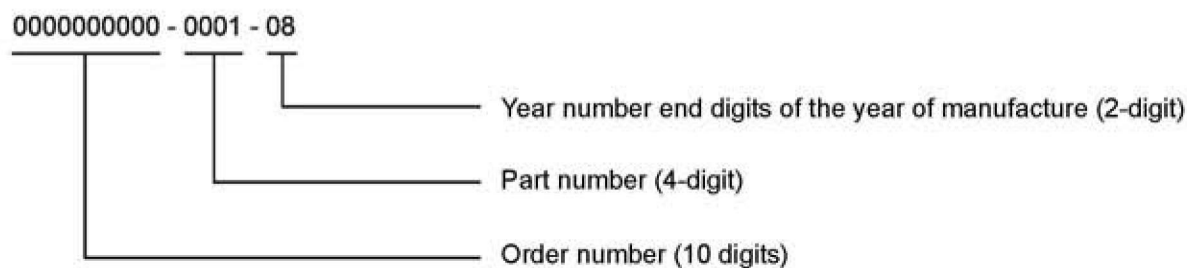 0000000000 - 0001 - 08
Year number end digits of the year of manufacture (2-digit)
Part number (4-digit)
Order number (10 digits)